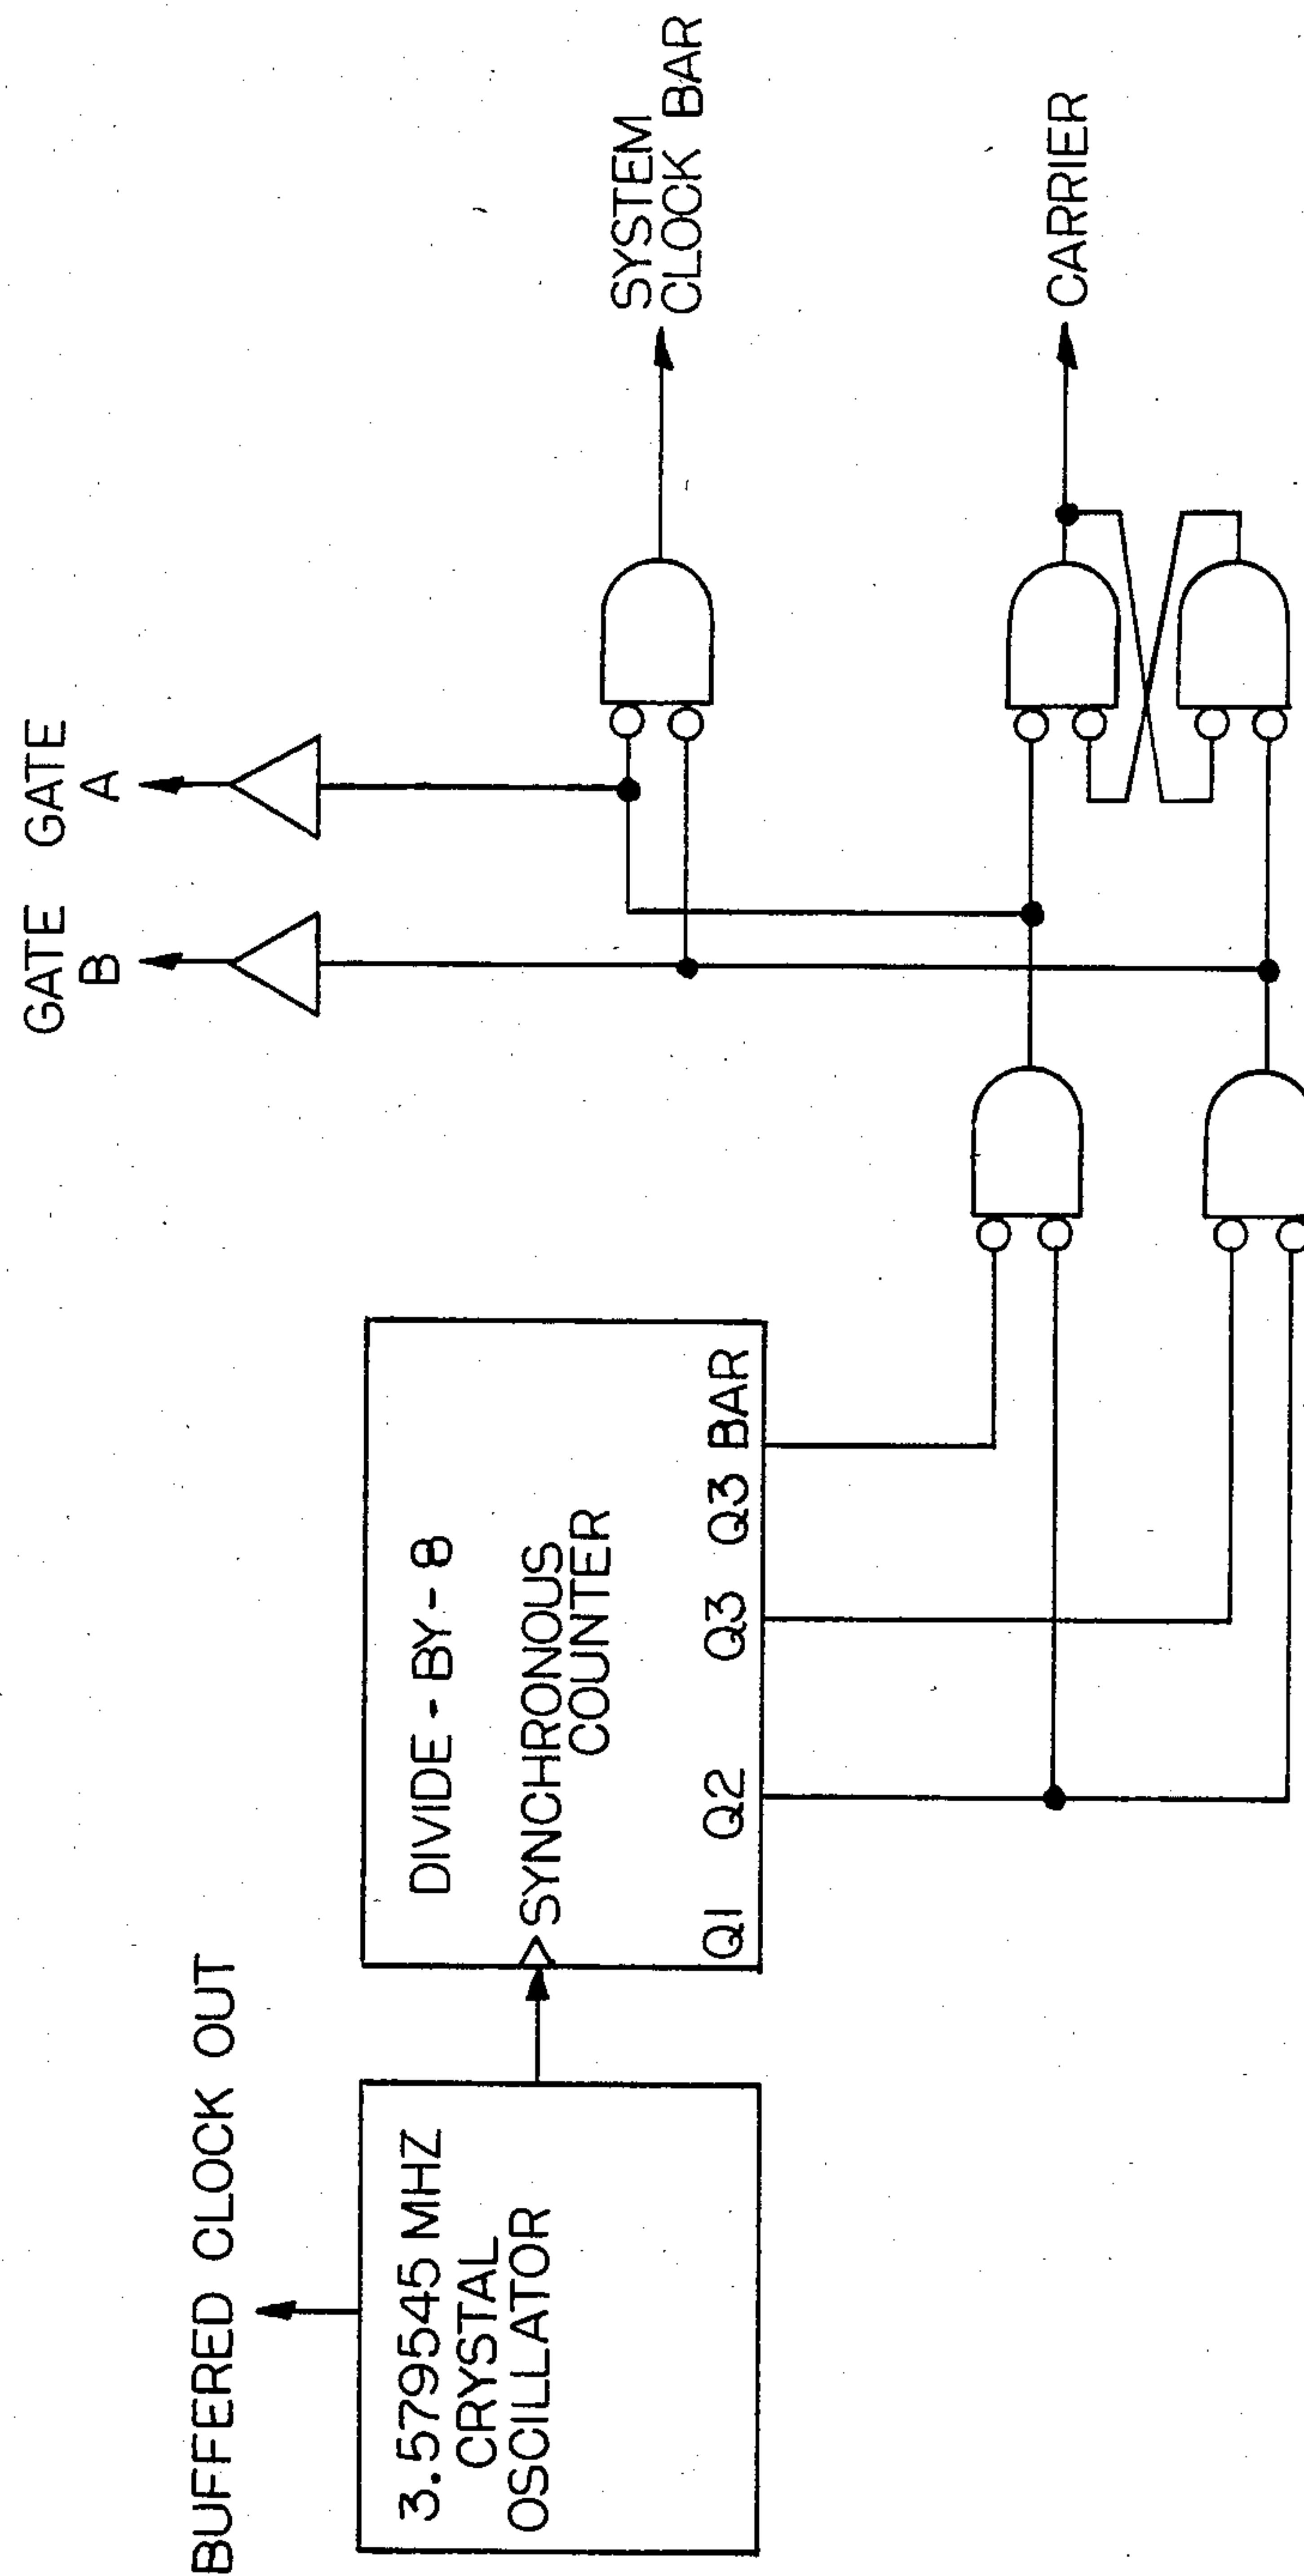 BUFFERED CLOCK OUT
3.579545 MHZ
CRYSTAL
OSCILLATOR
DIVIDE-BY-8
SYNCHRONOUS
COUNTER
Q1 Q2 Q3 Q3 BAR
GATE GATE
B A
SYSTEM
CLOCK BAR
CARRIER